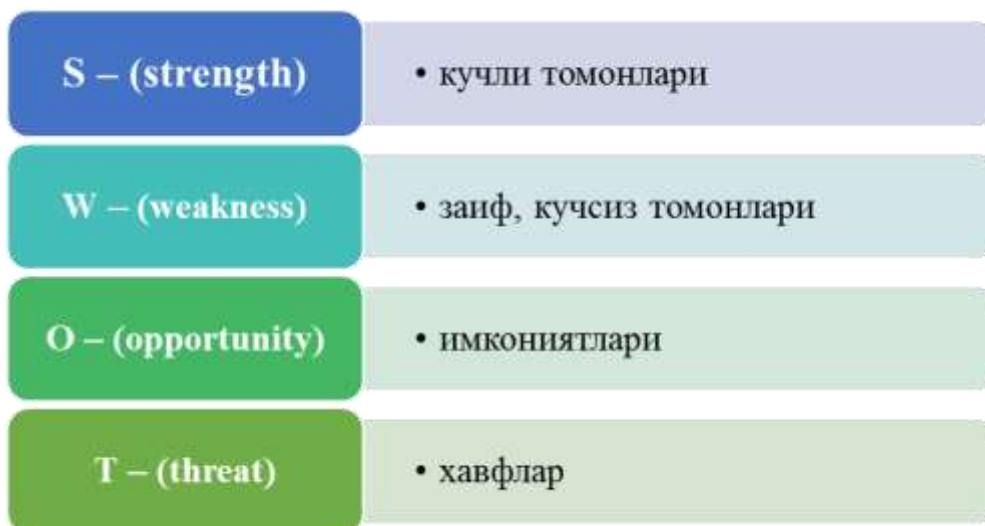 S – (strength)
• кучли томонлари
W – (weakness)
• заиф, кучсиз томонлари
O – (opportunity)
• имкониятлари
T – (threat)
• хавфлар